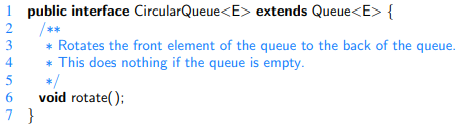 1 public interface CircularQueue<E> extends Queue<E> {
2 /**
3 * Rotates the front element of the queue to the back of the queue.
4 * This does nothing if the queue is empty.
5 */
6 void rotate( );
7 }